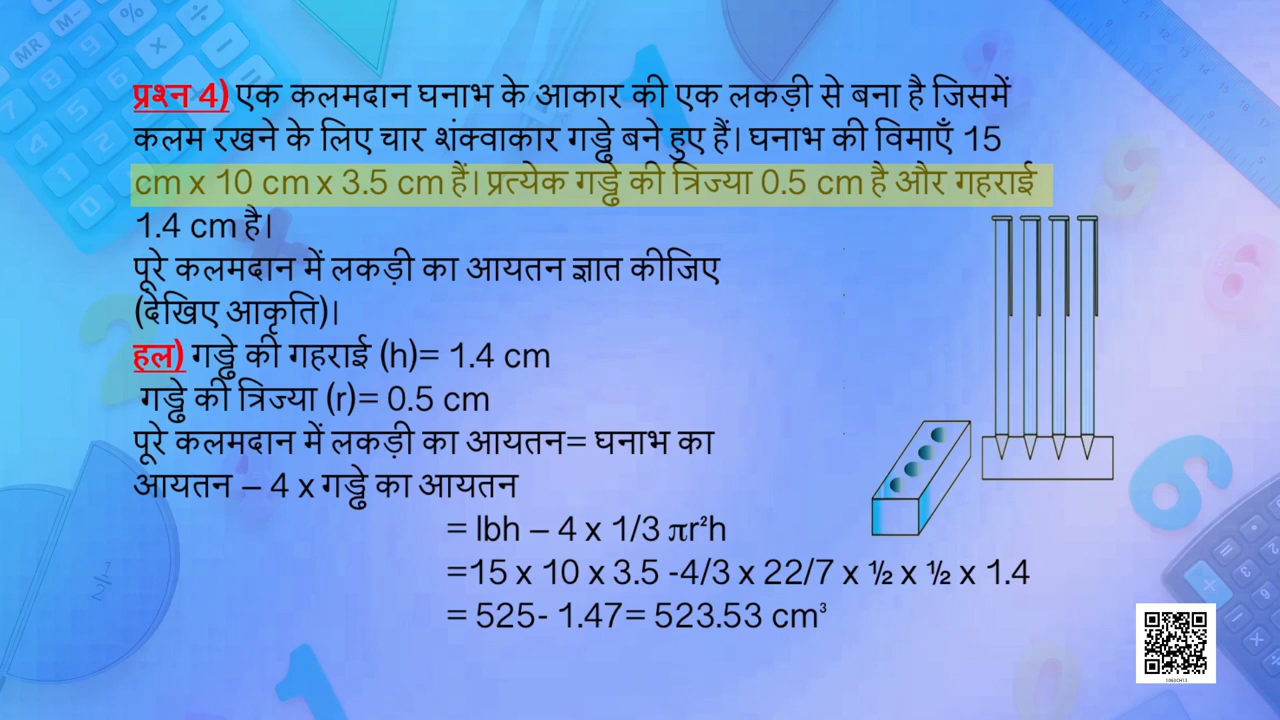 प्रश्न 4) एक कलमदान घनाभ के आकार की एक लकड़ी से बना है जिसमें
कलम रखने के लिए चार शंक्वाकार गड्ढे बने हुए हैं। घनाभ की विमाएँ 15
cm x 10 cm x 3.5 cm हैं। प्रत्येक गड्ढे की त्रिज्या 0.5 cm है और गहराई
1.4 cm है।
पूरे कलमदान में लकड़ी का आयतन ज्ञात कीजिए
(देखिए आकृति)।
हल) गड्ढे की गहराई (h)= 1.4 cm
गड्ढे की त्रिज्या (r)= 0.5 cm
पूरे कलमदान में लकड़ी का आयतन= घनाभ का
आयतन – 4 x गड्ढे का आयतन
= lbh – 4 x 1/3 πr²h
=15 x 10 x 3.5 -4/3 x 22/7 x ½ x ½ x 1.4
= 525- 1.47= 523.53 cm³